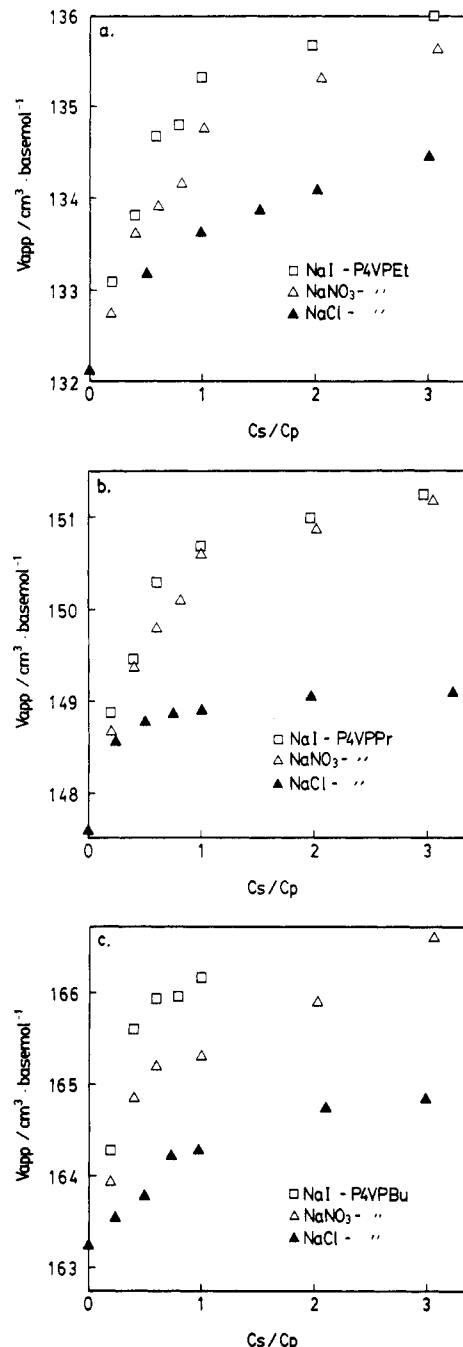 a.
136
135
134
133
132
Vapp / cm³ · basemol⁻¹
□ NaI - P4VPEt
△ NaNO₃- ״
▲ NaCl - ״
0 1 2 3
Cs/Cp
b.
151
150
149
148
Vapp / cm³ · basemol⁻¹
□ NaI - P4VPPr
△ NaNO₃- ״
▲ NaCl - ״
0 1 2 3
Cs/Cp
c.
166
165
164
163
Vapp / cm³ · basemol⁻¹
□ NaI - P4VPBu
△ NaNO₃- ״
▲ NaCl - ״
0 1 2 3
Cs/Cp